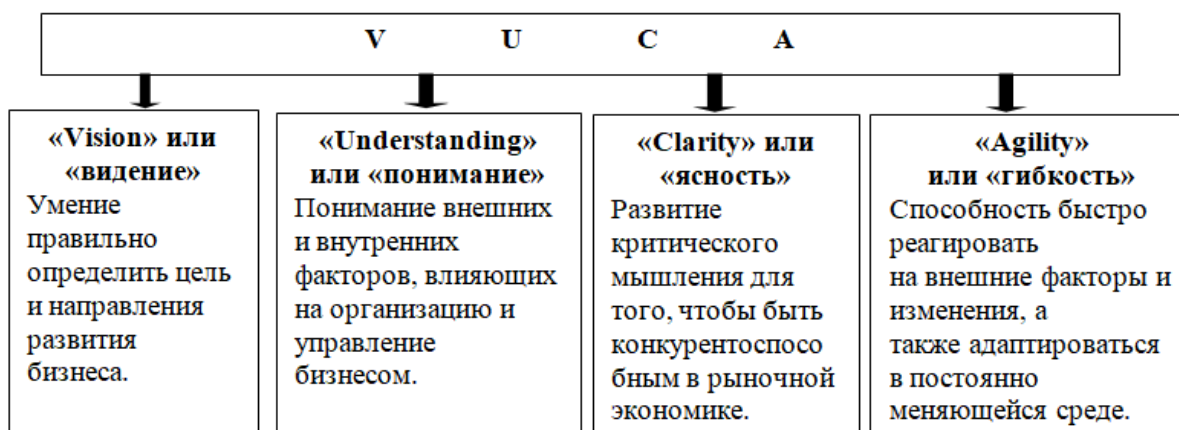 V U C A
«Vision» или
«видение»
Умение
правильно
определить цель
и направления
развития
бизнеса.
«Understanding»
или «понимание»
Понимание внешних
и внутренних
факторов, влияющих
на организацию и
управление
бизнесом.
«Clarity» или
«ясность»
Развитие
критического
мышления для
того, чтобы быть
конкурентоспосо
бным в рыночной
экономике.
«Agility»
или «гибкость»
Способность быстро
реагировать
на внешние факторы и
изменения, а
также адаптироваться
в постоянно
меняющейся среде.